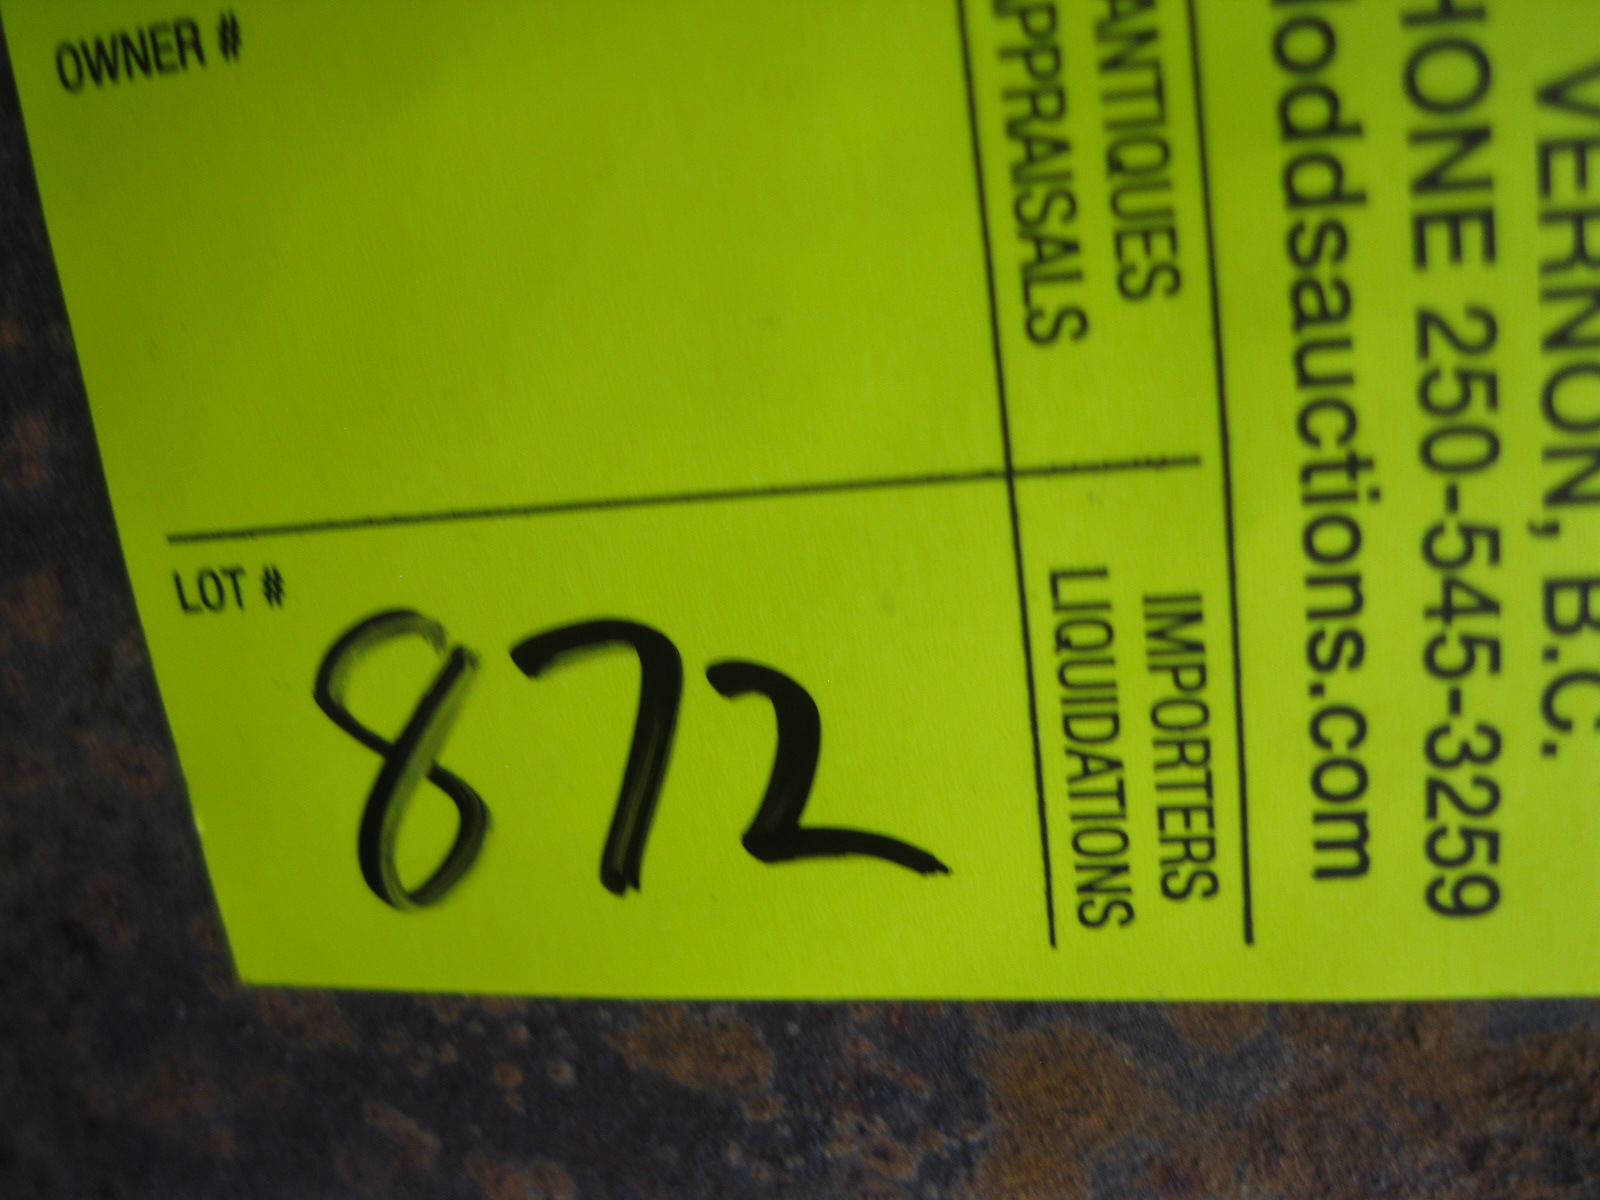 OWNER #
LOT #
872
VERNON, B.C.
HONE 250-545-3259
doddsauctions.com
ANTIQUES
IMPORTERS
APPRAISALS
LIQUIDATIONS